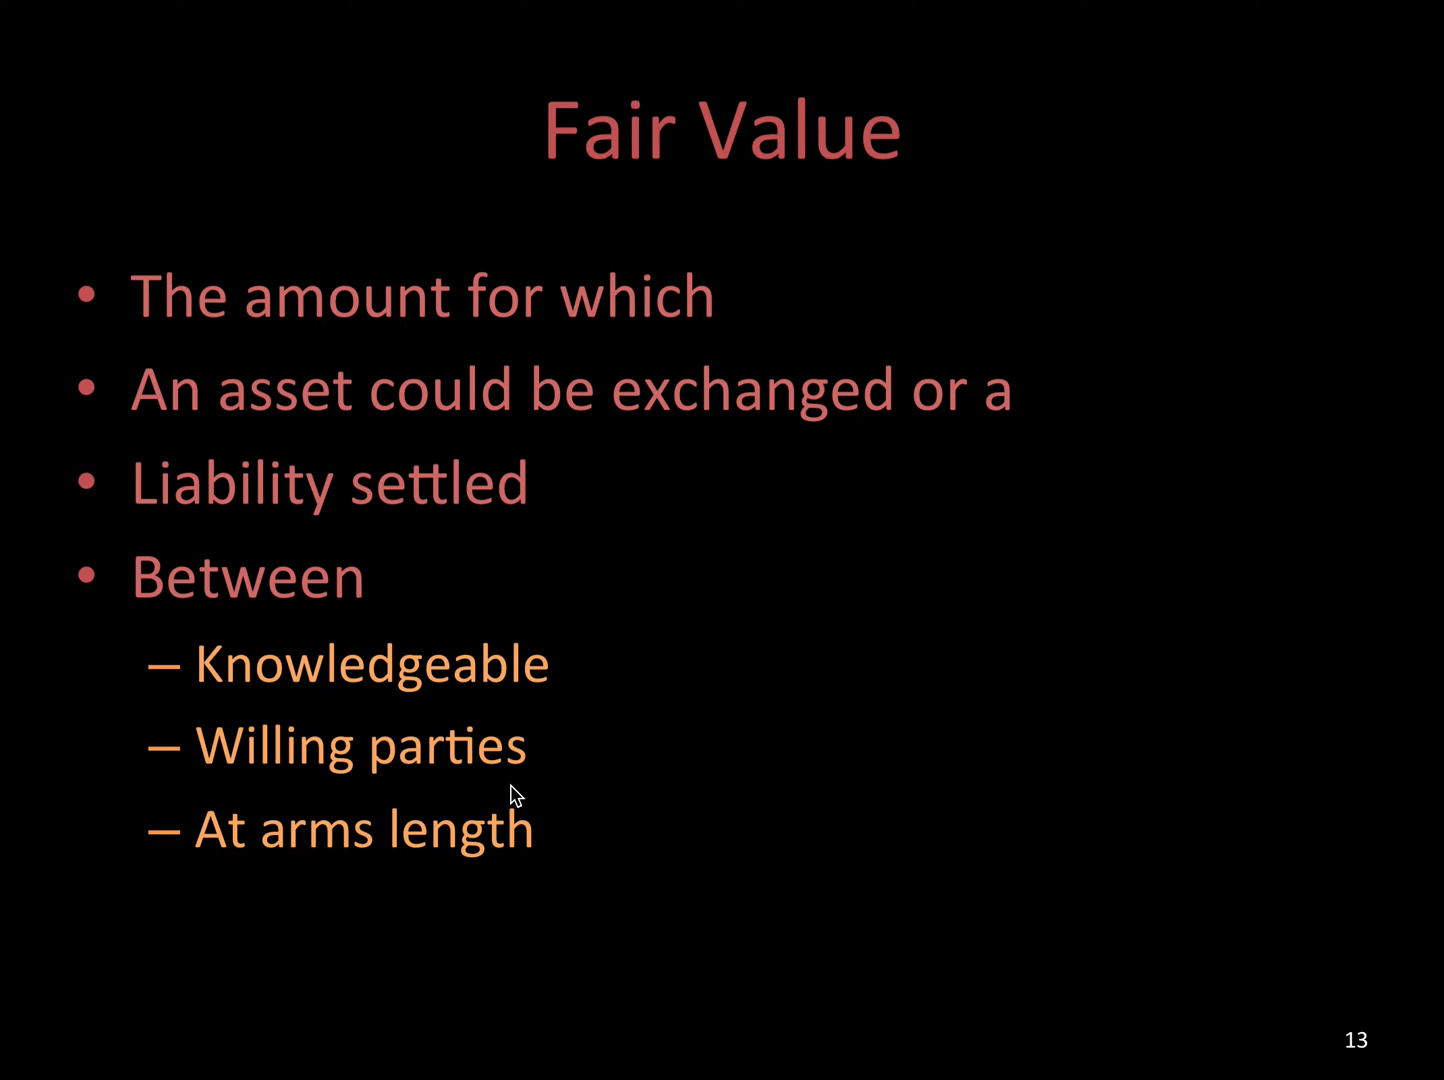 Fair Value
• The amount for which
• An asset could be exchanged or a
• Liability settled
• Between
– Knowledgeable
– Willing parties
– At arms length
13